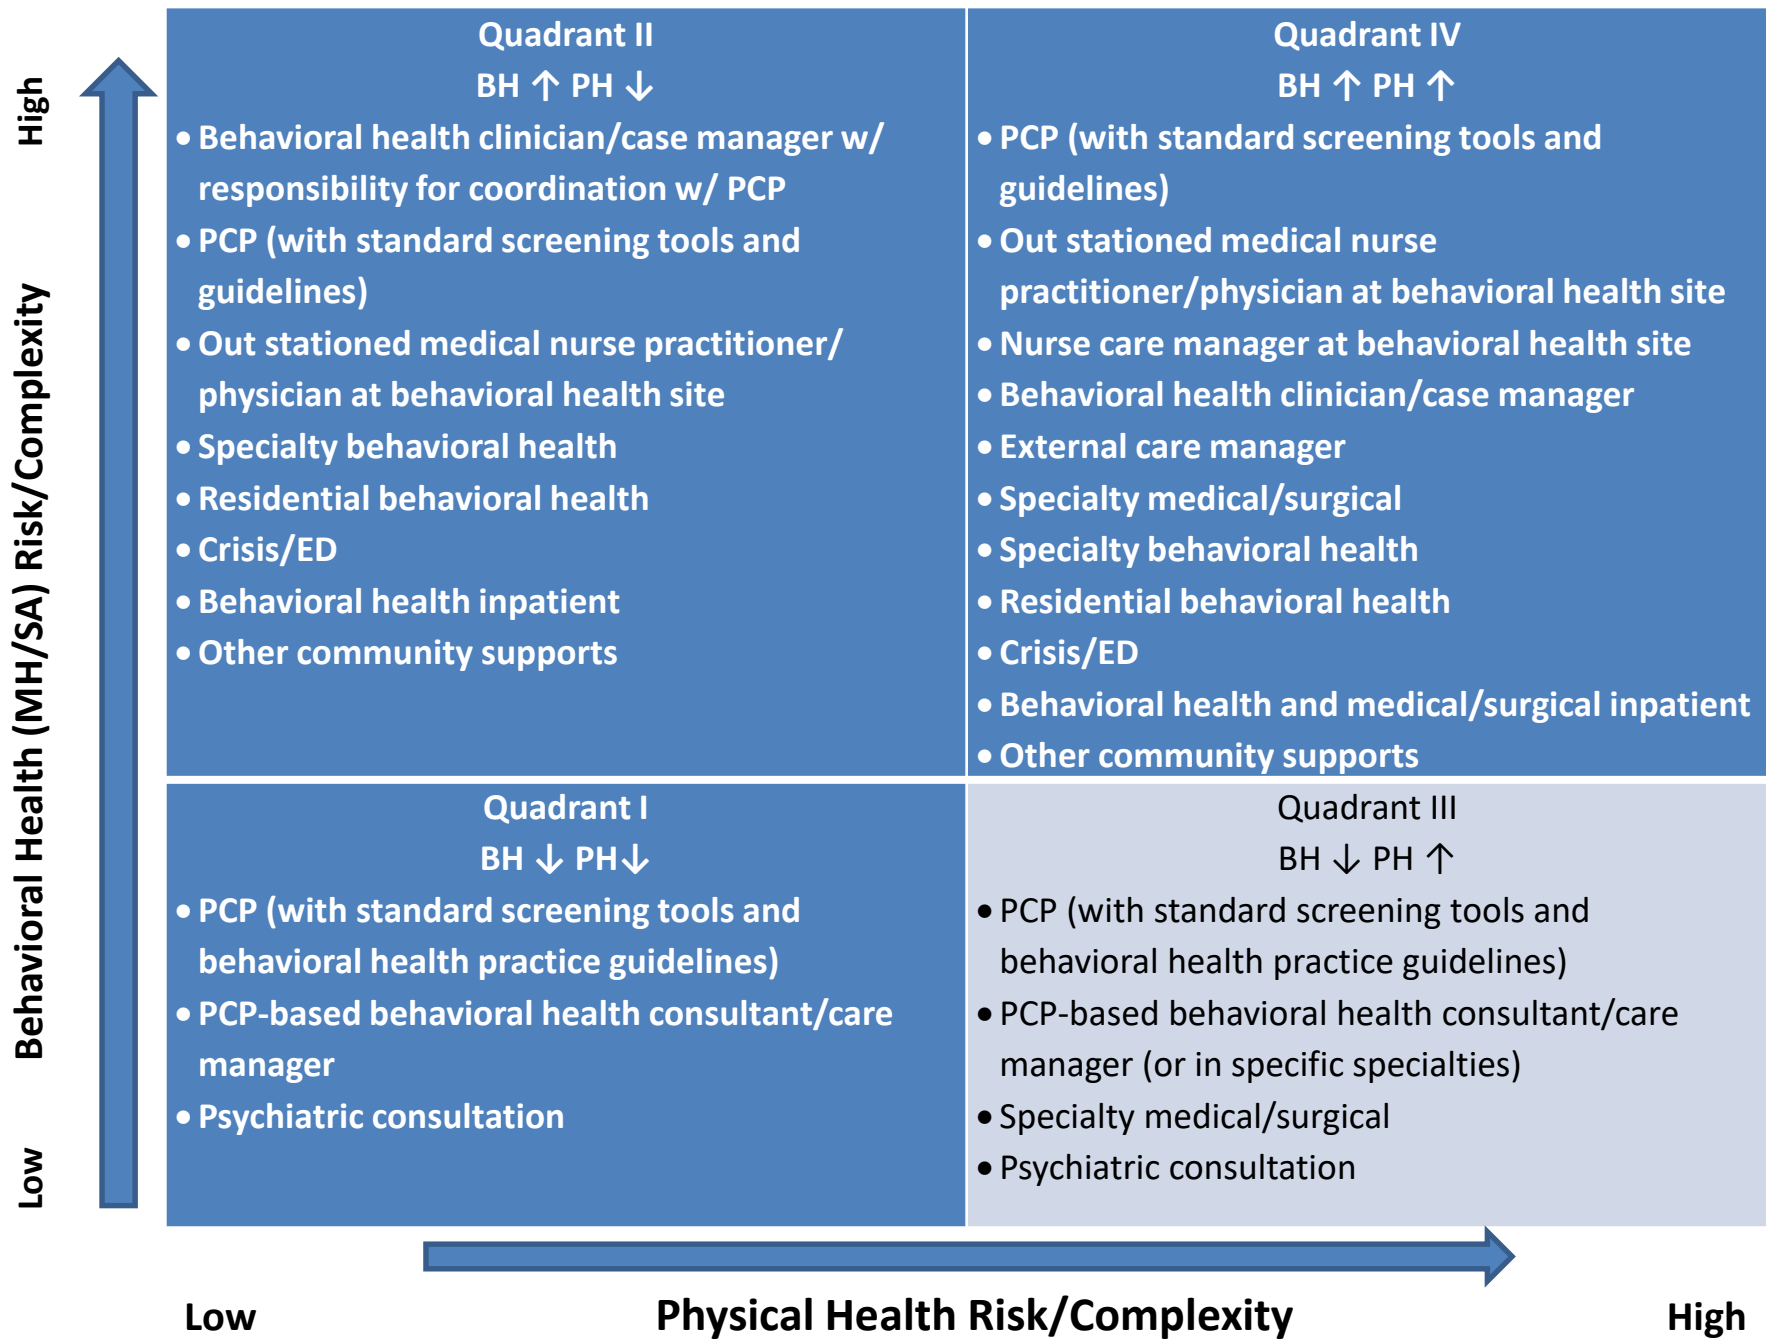 High
Behavioral Health (MH/SA) Risk/Complexity
Low
Quadrant II
BH ↑ PH ↓
• Behavioral health clinician/case manager w/
responsibility for coordination w/ PCP
• PCP (with standard screening tools and
guidelines)
• Out stationed medical nurse practitioner/
physician at behavioral health site
• Specialty behavioral health
• Residential behavioral health
• Crisis/ED
• Behavioral health inpatient
• Other community supports
Quadrant IV
BH ↑ PH ↑
• PCP (with standard screening tools and
guidelines)
• Out stationed medical nurse
practitioner/physician at behavioral health site
• Nurse care manager at behavioral health site
• Behavioral health clinician/case manager
• External care manager
• Specialty medical/surgical
• Specialty behavioral health
• Residential behavioral health
• Crisis/ED
• Behavioral health and medical/surgical inpatient
• Other community supports
Quadrant I
BH ↓ PH↓
• PCP (with standard screening tools and
behavioral health practice guidelines)
• PCP-based behavioral health consultant/care
manager
• Psychiatric consultation
Quadrant III
BH ↓ PH ↑
• PCP (with standard screening tools and
behavioral health practice guidelines)
• PCP-based behavioral health consultant/care
manager (or in specific specialties)
• Specialty medical/surgical
• Psychiatric consultation
Low
Physical Health Risk/Complexity
High